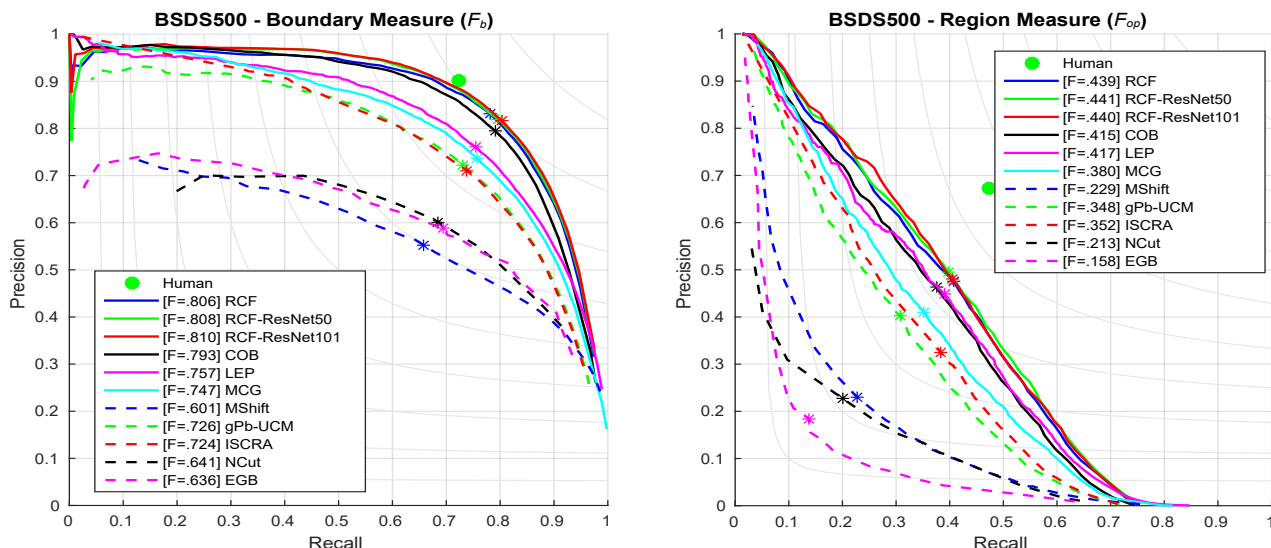 BSDS500 - Boundary Measure (F_b)
Precision
1
0.9
0.8
0.7
0.6
0.5
0.4
0.3
0.2
0.1
0
Human
[F=.806] RCF
[F=.808] RCF-ResNet50
[F=.810] RCF-ResNet101
[F=.793] COB
[F=.757] LEP
[F=.747] MCG
[F=.601] MShift
[F=.726] gPb-UCM
[F=.724] ISCRA
[F=.641] NCut
[F=.636] EGB
0 0.1 0.2 0.3 0.4 0.5 0.6 0.7 0.8 0.9 1
Recall
BSDS500 - Region Measure (F_op)
Precision
1
0.9
0.8
0.7
0.6
0.5
0.4
0.3
0.2
0.1
0
Human
[F=.439] RCF
[F=.441] RCF-ResNet50
[F=.440] RCF-ResNet101
[F=.415] COB
[F=.417] LEP
[F=.380] MCG
[F=.229] MShift
[F=.348] gPb-UCM
[F=.352] ISCRA
[F=.213] NCut
[F=.158] EGB
0 0.1 0.2 0.3 0.4 0.5 0.6 0.7 0.8 0.9 1
Recall